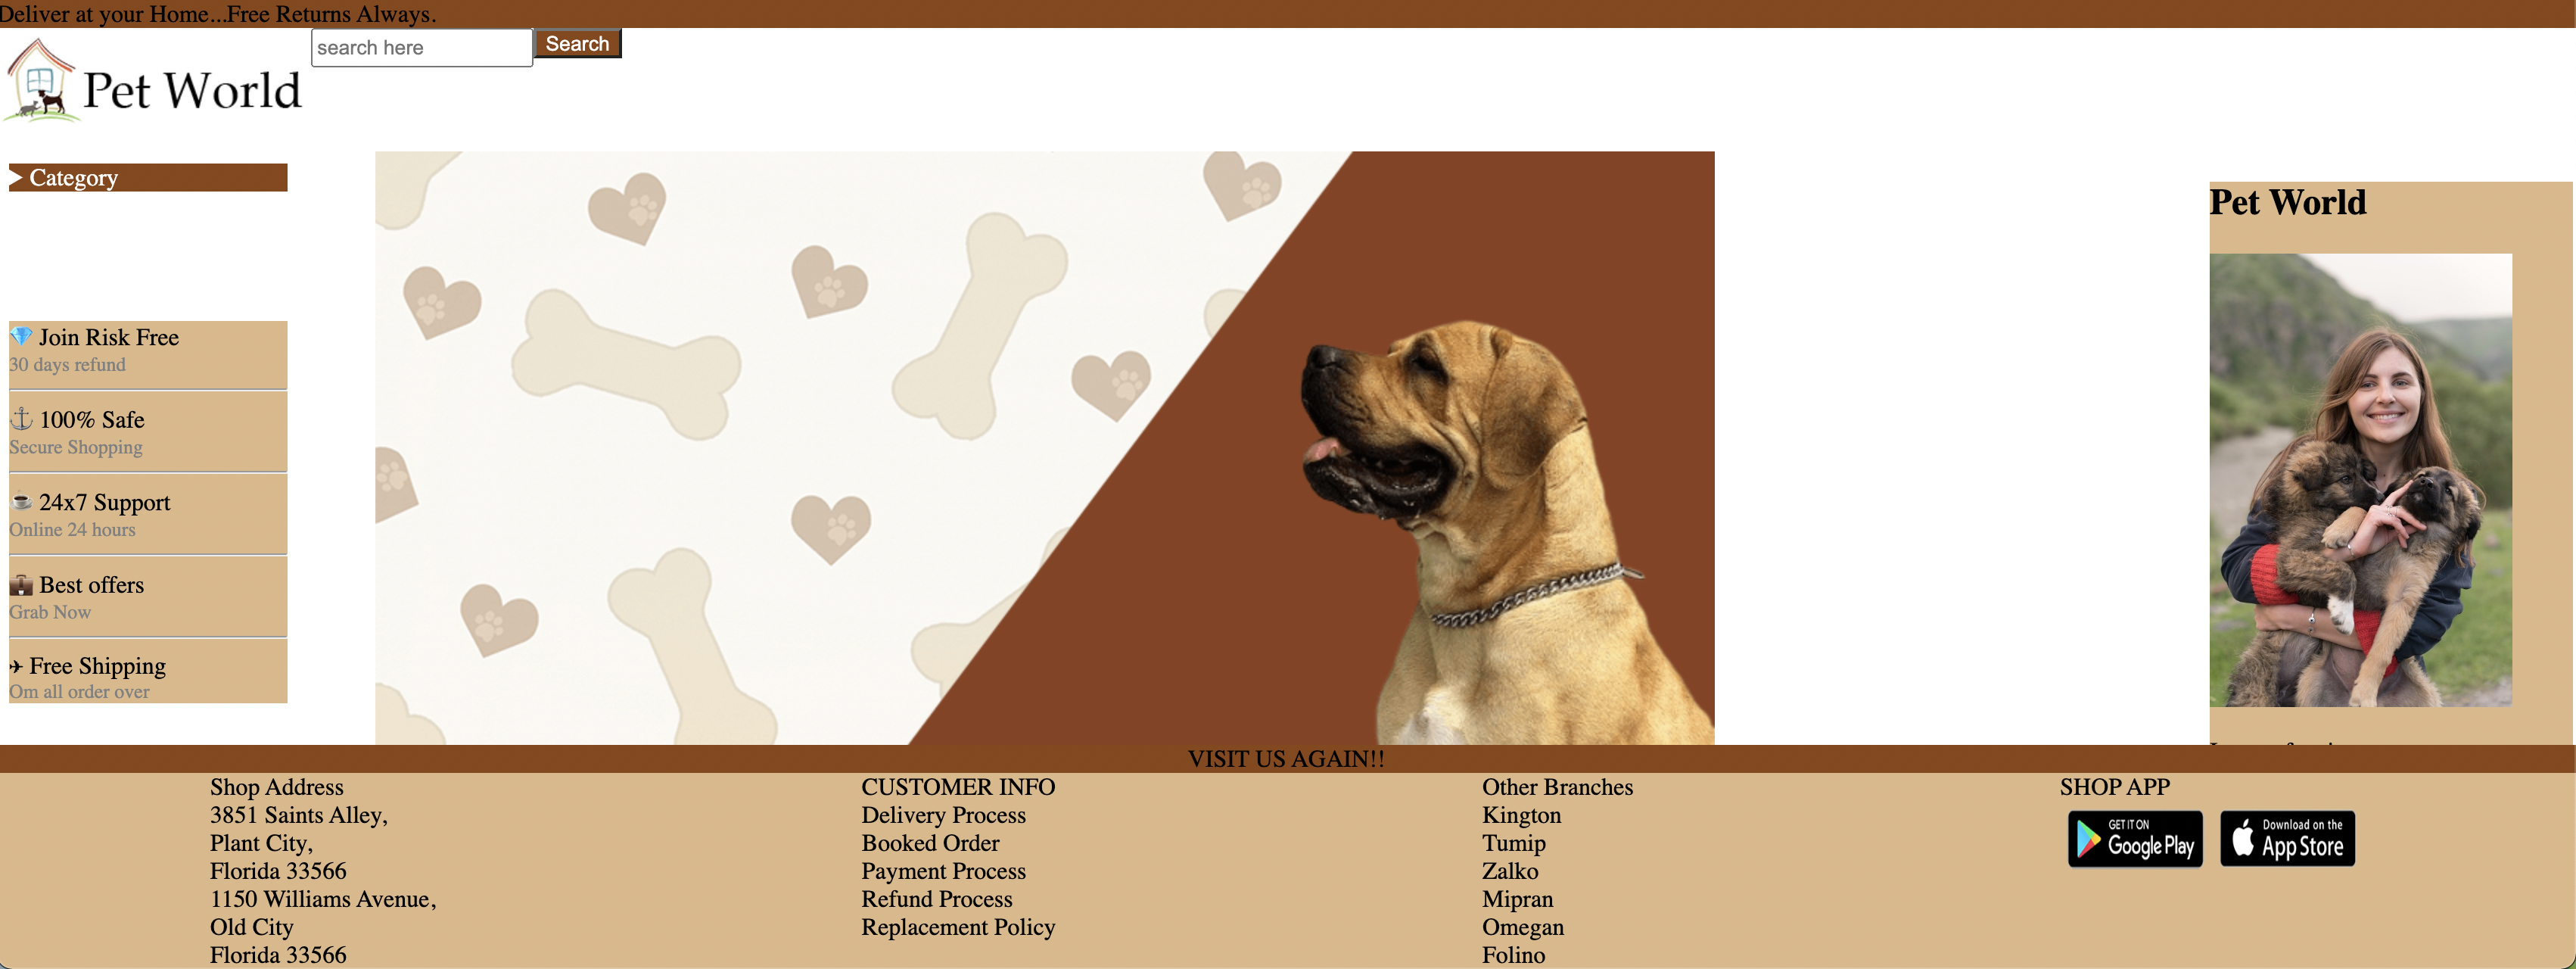 Deliver at your Home...Free Returns Always.
search here
Search
Pet World
Category
💎 Join Risk Free
30 days refund
⚓ 100% Safe
Secure Shopping
☕ 24x7 Support
Online 24 hours
💼 Best offers
Grab Now
✈ Free Shipping
Om all order over
Pet World
VISIT US AGAIN!!
Shop Address
3851 Saints Alley,
Plant City,
Florida 33566
1150 Williams Avenue,
Old City
Florida 33566
CUSTOMER INFO
Delivery Process
Booked Order
Payment Process
Refund Process
Replacement Policy
Other Branches
Kington
Tumip
Zalko
Mipran
Omegan
Folino
SHOP APP
GET IT ON
Google Play
Download on the
App Store